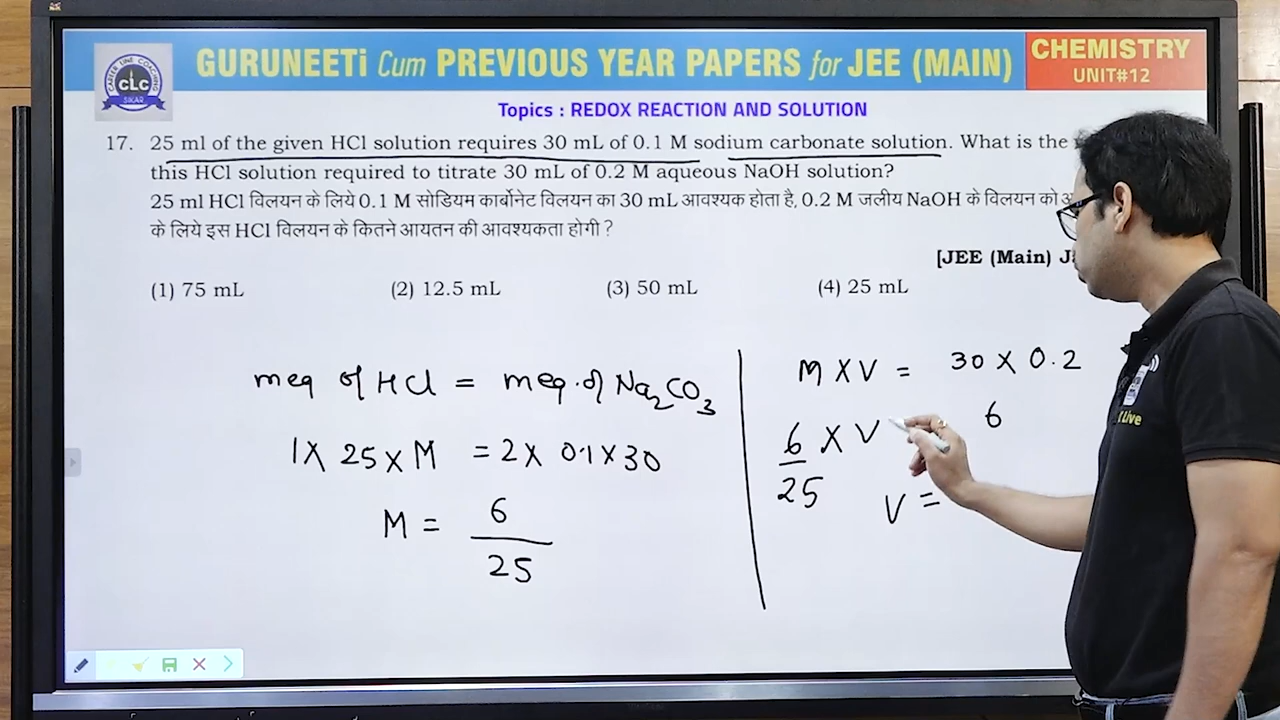 GURUNEETi Cum PREVIOUS YEAR PAPERS for JEE (MAIN)
CHEMISTRY
UNIT#12
CAREER LINE COACHING
CLC
SIKAR
Topics : REDOX REACTION AND SOLUTION
17. 25 ml of the given HCl solution requires 30 mL of 0.1 M sodium carbonate solution. What is the
this HCl solution required to titrate 30 mL of 0.2 M aqueous NaOH solution?
25 ml HCl विलयन के लिये 0.1 M सोडियम कार्बोनेट विलयन का 30 mL आवश्यक होता है, 0.2 M जलीय NaOH के विलयन को
के लिये इस HCl विलयन के कितने आयतन की आवश्यकता होगी ?
[JEE (Main)
(1) 75 mL (2) 12.5 mL (3) 50 mL (4) 25 mL
meq of HCl = meq. of Na₂CO₃
1 X 25 X M = 2 X 0.1 X 30
M = 6/25
M X V = 30 X 0.2
6/25 X V 6
V =
Live